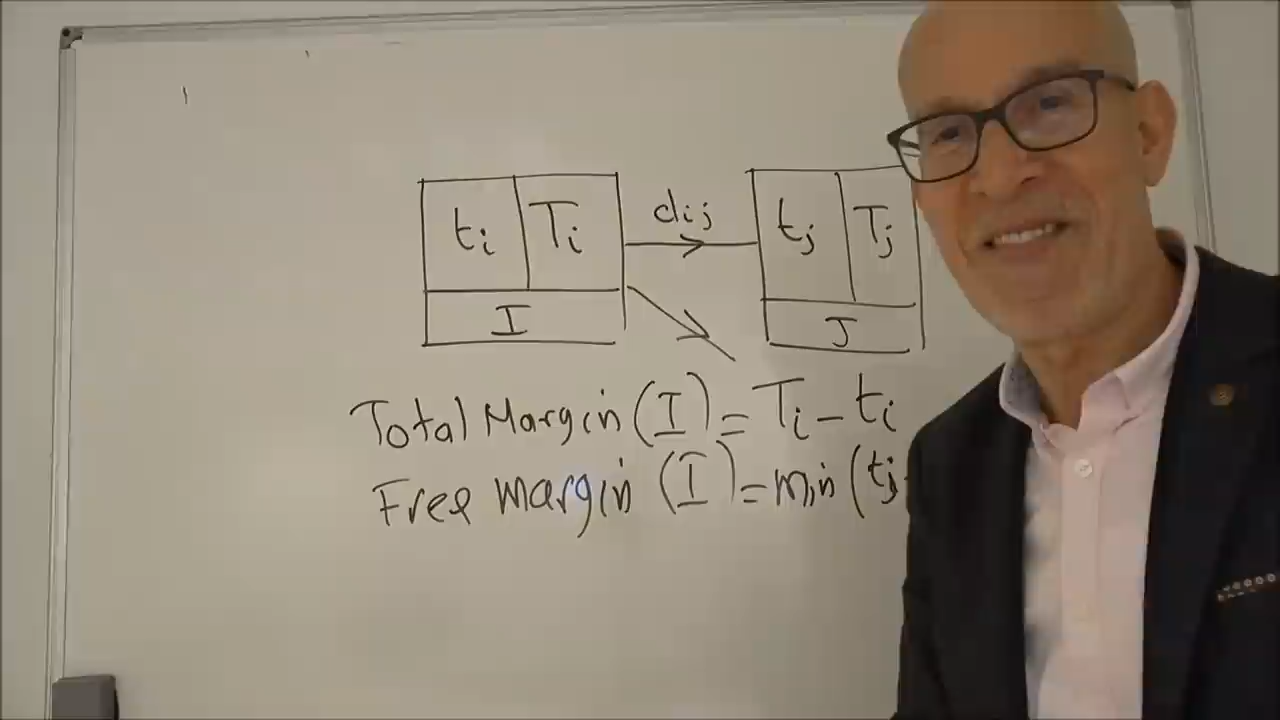 ti Ti dij tj Tj
I J
Total Margin (I) = Ti - ti
Free margin (I) = min (tj